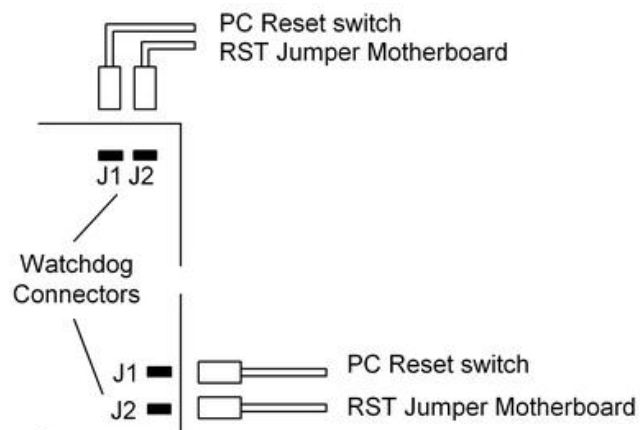 PC Reset switch
RST Jumper Motherboard
J1 J2
Watchdog
Connectors
J1
PC Reset switch
J2
RST Jumper Motherboard